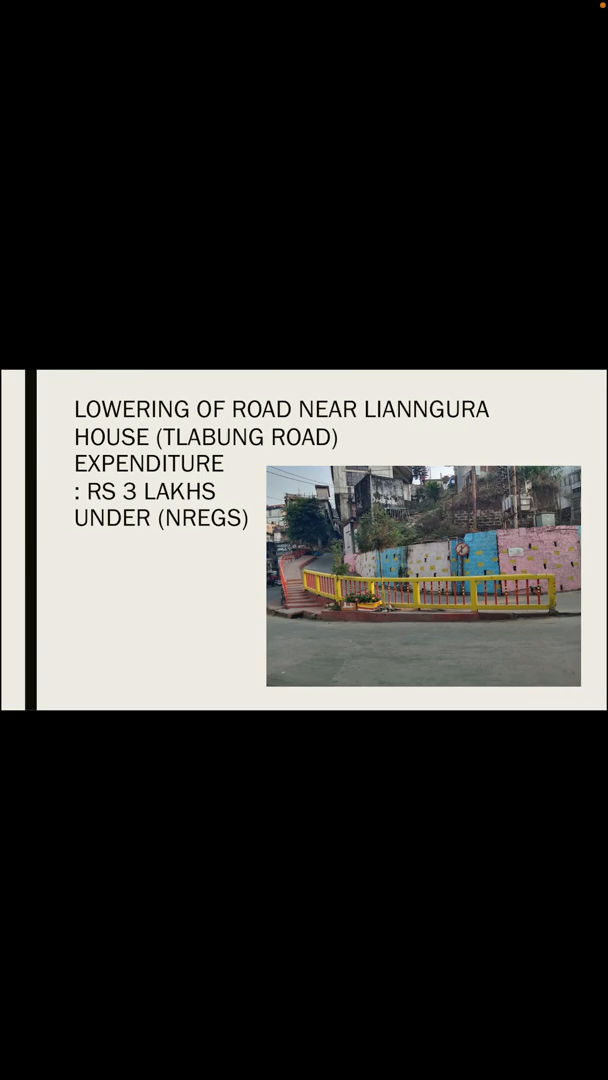 LOWERING OF ROAD NEAR LIANNGURA
HOUSE (TLABUNG ROAD)
EXPENDITURE
: RS 3 LAKHS
UNDER (NREGS)